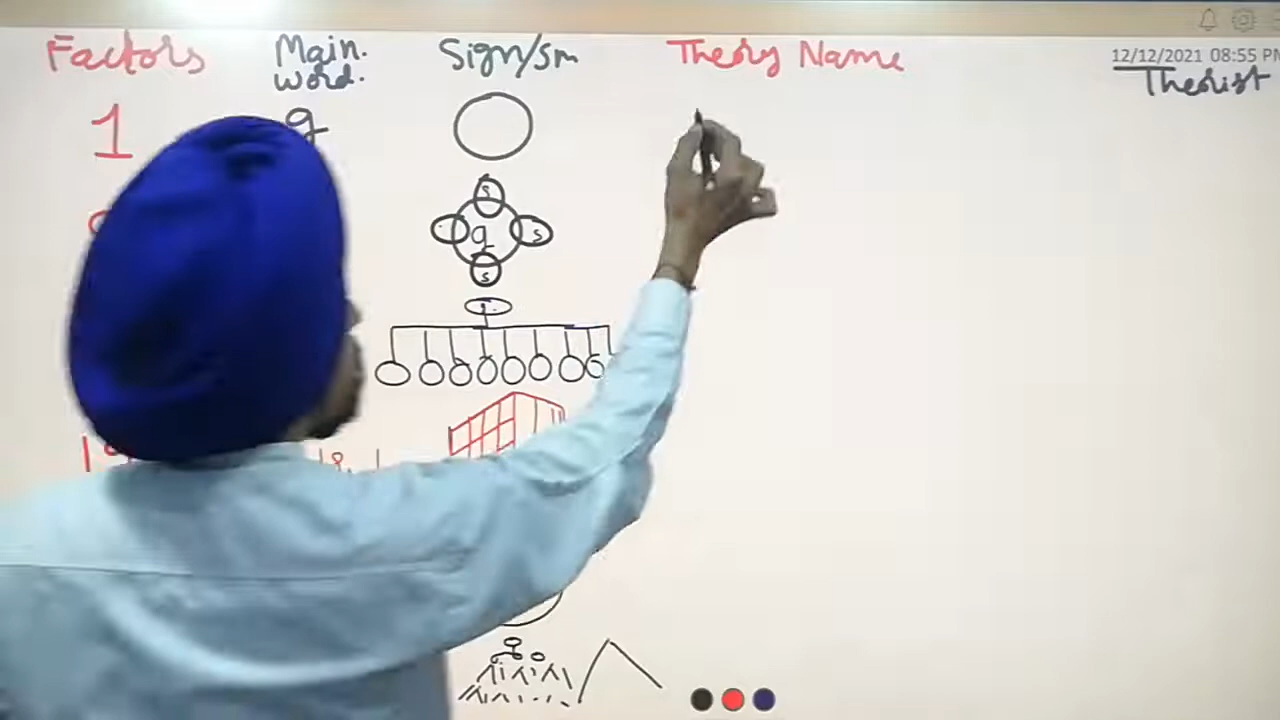 Factors Main. word. Sign/Sm Theory Name
12/12/2021 08:55 PM
Theorist
1 g
s
g s
s